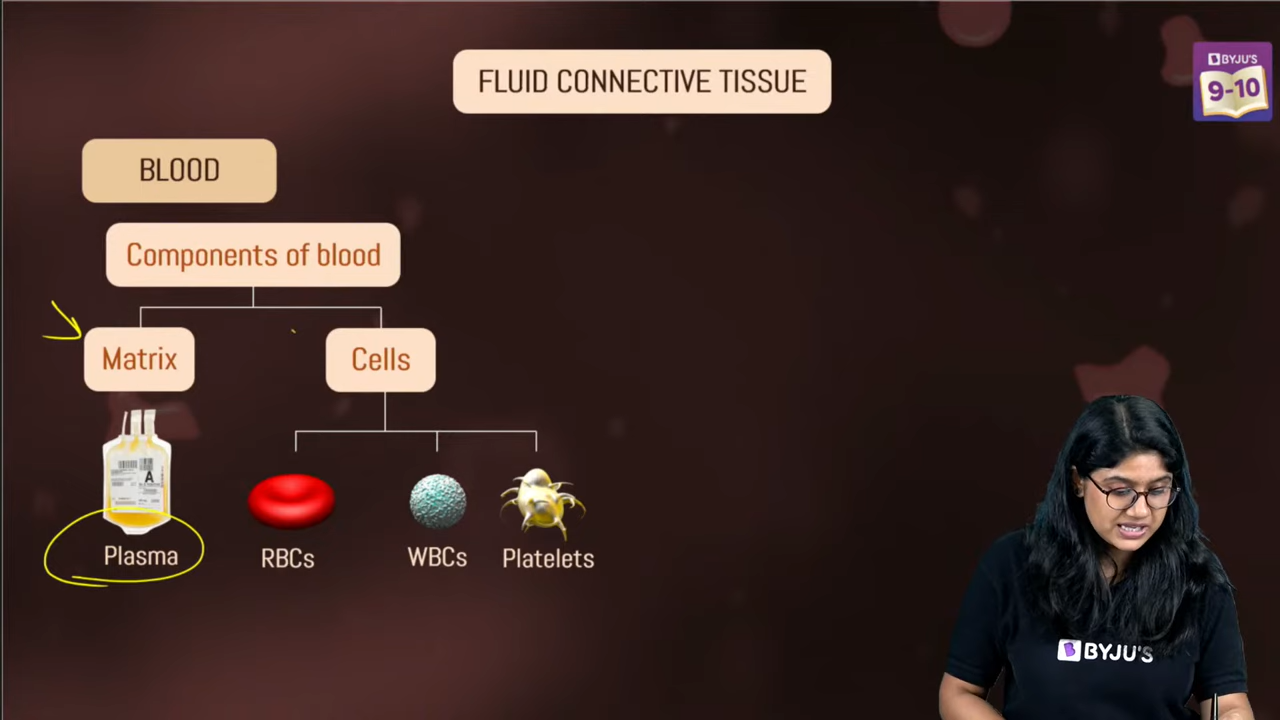 FLUID CONNECTIVE TISSUE
BYJU'S
9-10
BLOOD
Components of blood
Matrix
Cells
A
Plasma
RBCs
WBCs
Platelets
BYJU'S